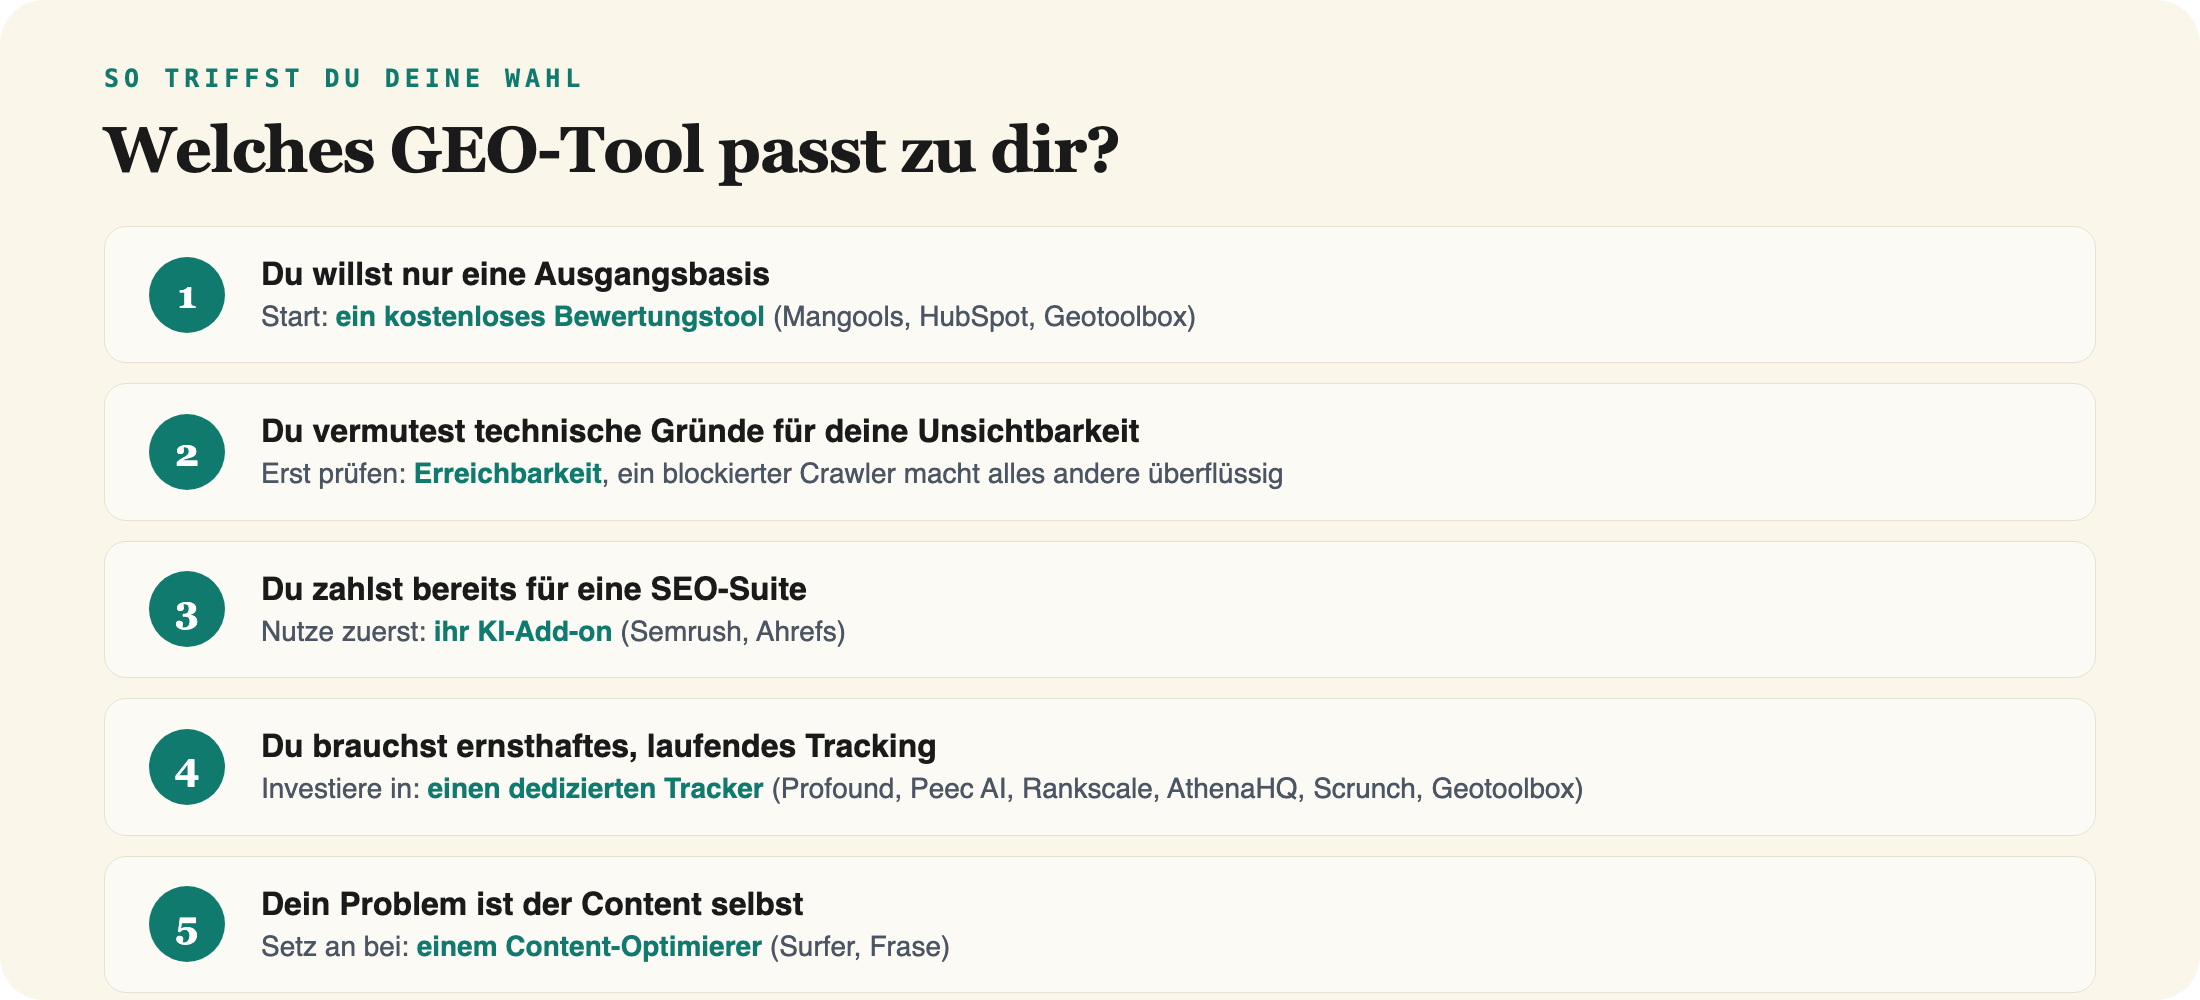 SO TRIFFST DU DEINE WAHL
Welches GEO-Tool passt zu dir?
1
Du willst nur eine Ausgangsbasis
Start: ein kostenloses Bewertungstool (Mangools, HubSpot, Geotoolbox)
2
Du vermutest technische Gründe für deine Unsichtbarkeit
Erst prüfen: Erreichbarkeit, ein blockierter Crawler macht alles andere überflüssig
3
Du zahlst bereits für eine SEO-Suite
Nutze zuerst: ihr KI-Add-on (Semrush, Ahrefs)
4
Du brauchst ernsthaftes, laufendes Tracking
Investiere in: einen dedizierten Tracker (Profound, Peec AI, Rankscale, AthenaHQ, Scrunch, Geotoolbox)
5
Dein Problem ist der Content selbst
Setz an bei: einem Content-Optimierer (Surfer, Frase)